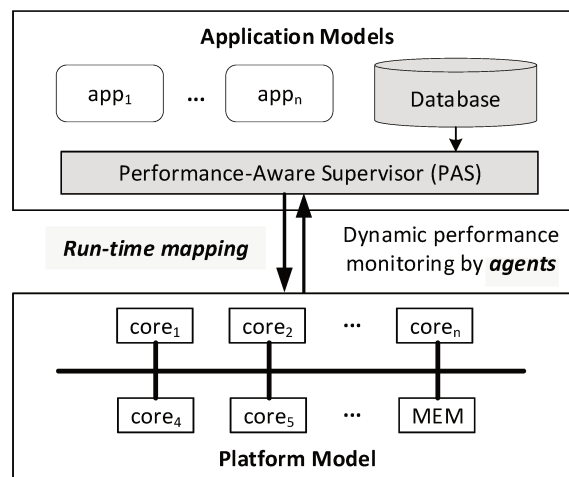 Application Models
app₁ ... appₙ
Database
Performance-Aware Supervisor (PAS)
Run-time mapping
Dynamic performance
monitoring by agents
core₁ core₂ ... coreₙ
core₄ core₅ ... MEM
Platform Model